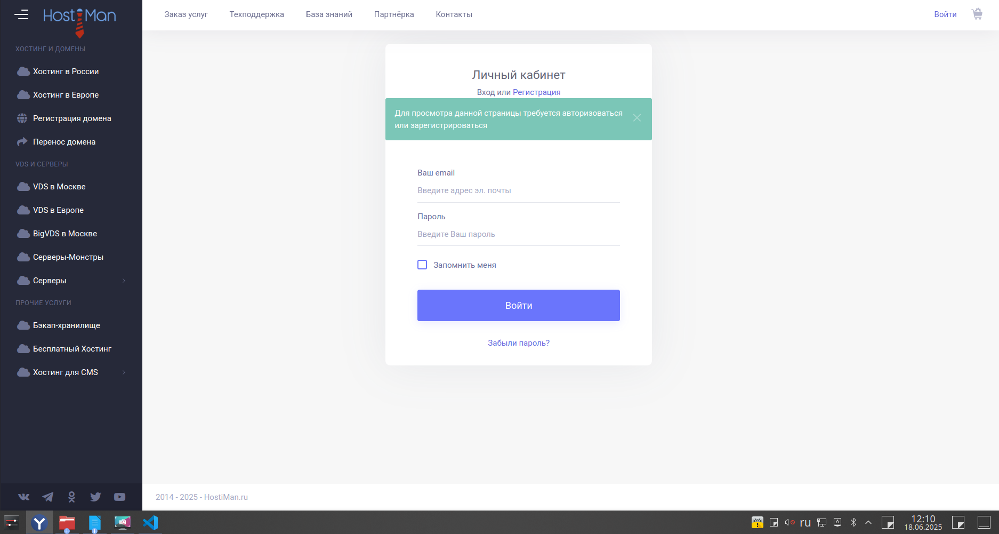 HostMan
Заказ услуг
Техподдержка
База знаний
Партнёрка
Контакты
Войти
ХОСТИНГ И ДОМЕНЫ
Хостинг в России
Хостинг в Европе
Регистрация домена
Перенос домена
VDS И СЕРВЕРЫ
VDS в Москве
VDS в Европе
BigVDS в Москве
Серверы-Монстры
Серверы
ПРОЧИЕ УСЛУГИ
Бэкап-хранилище
Бесплатный Хостинг
Хостинг для CMS
Личный кабинет
Вход или Регистрация
Для просмотра данной страницы требуется авторизоваться
или зарегистрироваться
Ваш email
Введите адрес эл. почты
Пароль
Введите Ваш пароль
Запомнить меня
Войти
Забыли пароль?
2014 - 2025 - HostiMan.ru
ru
12:10
18.06.2025